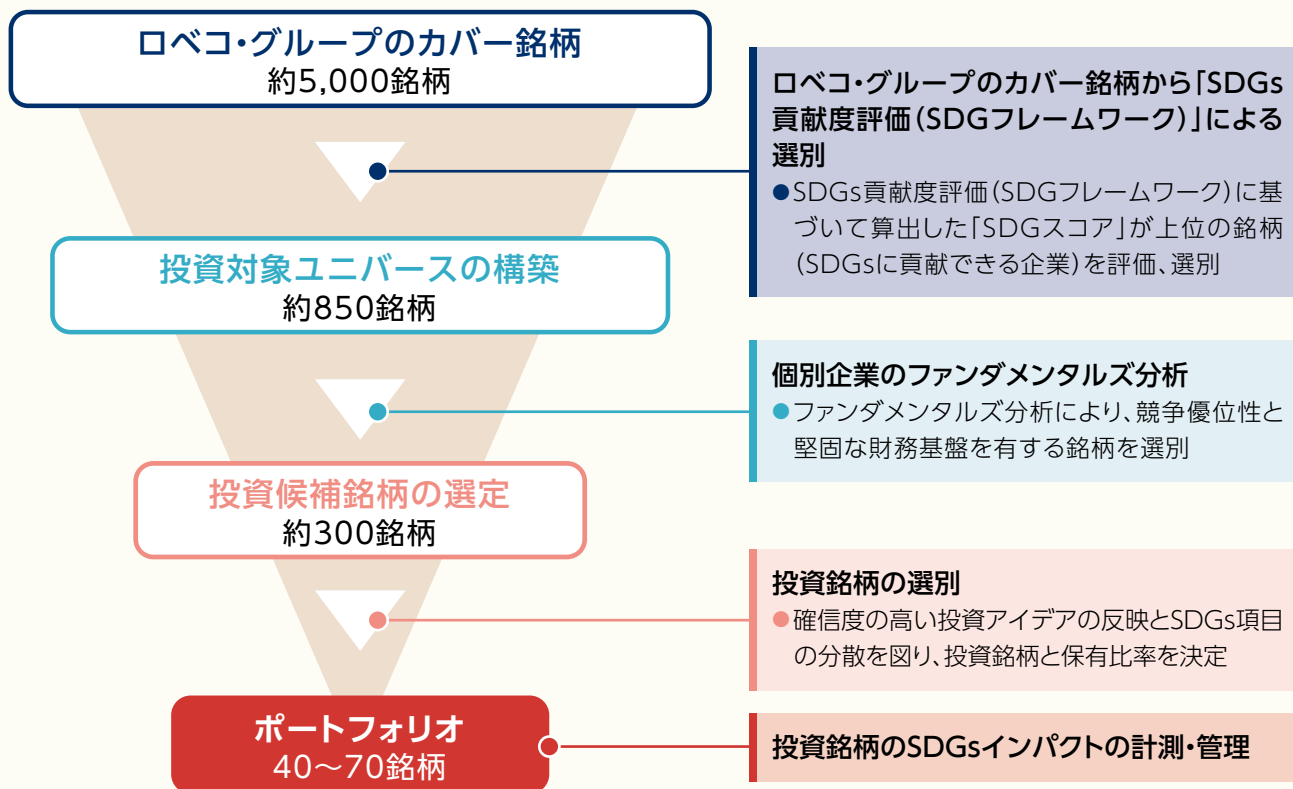 ロベコ・グループのカバー銘柄
約5,000銘柄
ロベコ・グループのカバー銘柄から「SDGs
貢献度評価(SDGフレームワーク)」による
選別
●SDGs貢献度評価(SDGフレームワーク)に基
づいて算出した「SDGスコア」が上位の銘柄
(SDGsに貢献できる企業)を評価、選別
投資対象ユニバースの構築
約850銘柄
個別企業のファンダメンタルズ分析
●ファンダメンタルズ分析により、競争優位性と
堅固な財務基盤を有する銘柄を選別
投資候補銘柄の選定
約300銘柄
投資銘柄の選別
●確信度の高い投資アイデアの反映とSDGs項目
の分散を図り、投資銘柄と保有比率を決定
ポートフォリオ
40～70銘柄
投資銘柄のSDGsインパクトの計測・管理